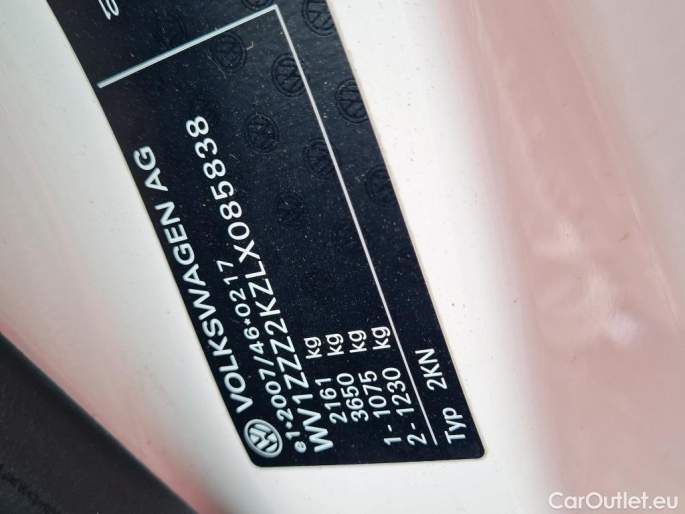 VOLKSWAGEN AG
e1*2007/46*0217
WV1ZZZ2KZLX085838
2161 kg
3650 kg
1- 1075 kg
2- 1230 kg
Typ 2KN
CarOutlet.eu